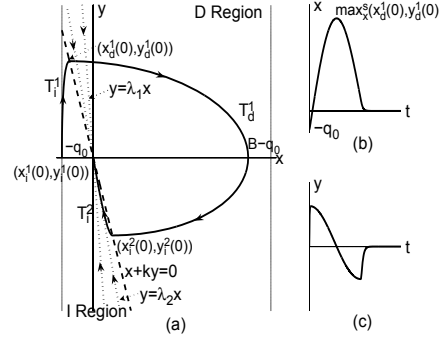 D Region
y
(x_d^1(0),y_d^1(0))
T_i^1
y=λ_1x
T_d^1
−q_0
B−q_0
x
(x_i^1(0),y_i^1(0))
T_i^2
(x_i^2(0),y_i^2(0))
x+ky=0
y=λ_2x
I Region
(a)
x
max_x^s(x_d^1(0),y_d^1(0))
t
−q_0
(b)
y
t
(c)